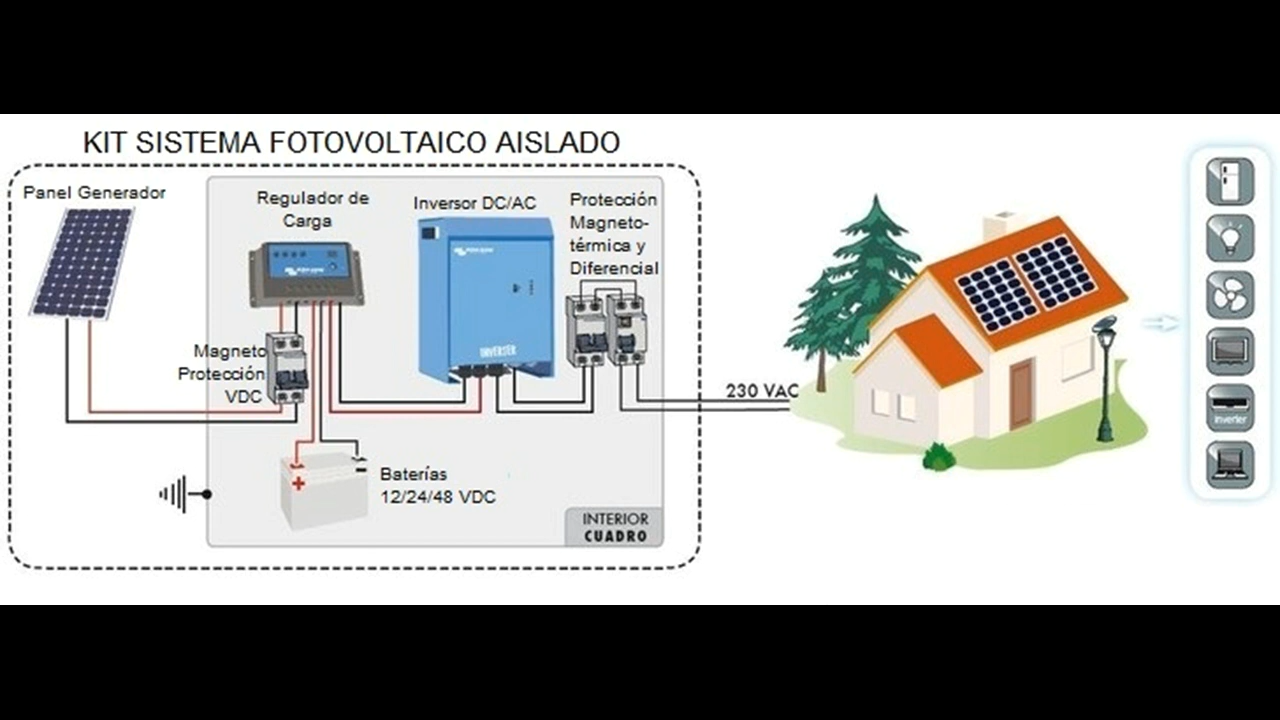 KIT SISTEMA FOTOVOLTAICO AISLADO
Panel Generador
Regulador de
Carga
Inversor DC/AC
Protección
Magneto-
térmica y
Diferencial
Magneto
Protección
VDC
INVERTER
230 VAC
Baterías
12/24/48 VDC
INTERIOR
CUADRO
inverter